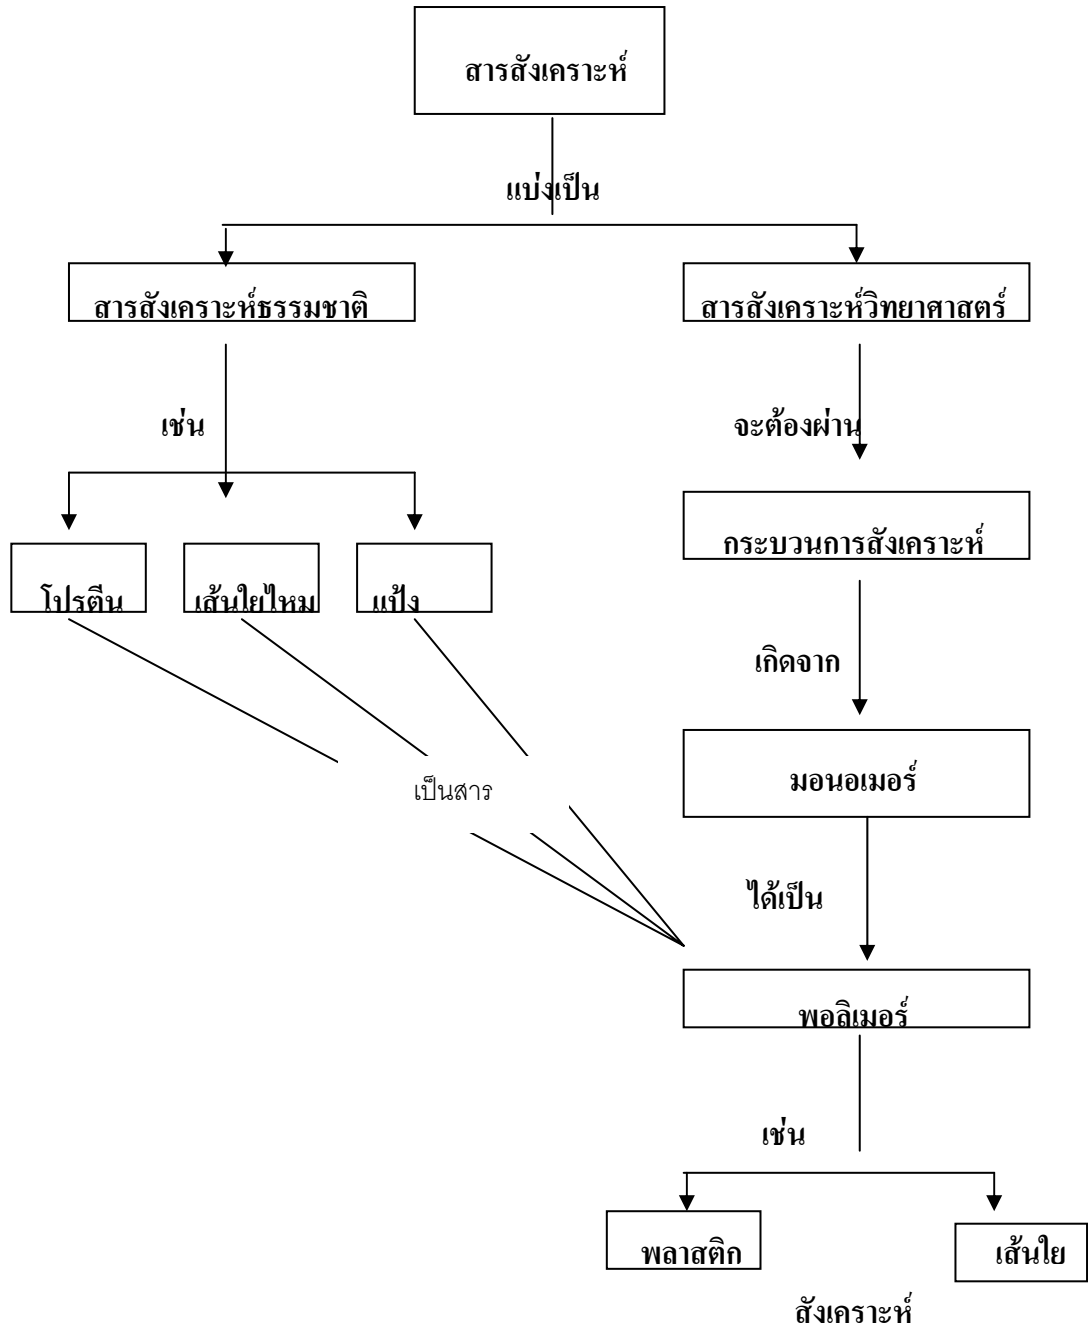 สารสังเคราะห์
แบ่งเป็น
สารสังเคราะห์ธรรมชาติ
สารสังเคราะห์วิทยาศาสตร์
เช่น
จะต้องผ่าน
กระบวนการสังเคราะห์
โปรตีน
เส้นใยไหม
แป้ง
เกิดจาก
มอนอเมอร์
เป็นสาร
ได้เป็น
พอลิเมอร์
เช่น
พลาสติก
เส้นใย
สังเคราะห์